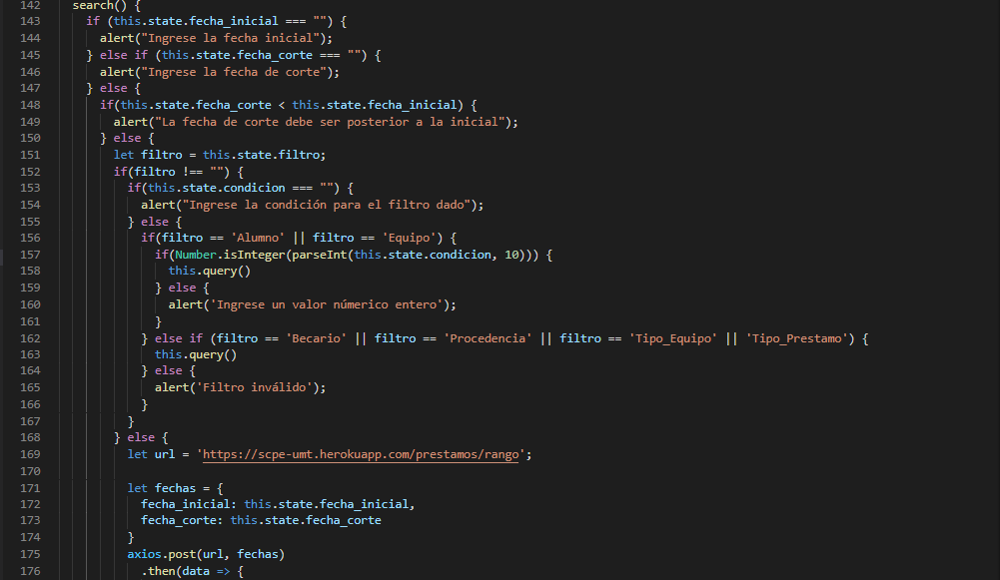 142 search() {
143 if (this.state.fecha_inicial === "") {
144 alert("Ingrese la fecha inicial");
145 } else if (this.state.fecha_corte === "") {
146 alert("Ingrese la fecha de corte");
147 } else {
148 if(this.state.fecha_corte < this.state.fecha_inicial) {
149 alert("La fecha de corte debe ser posterior a la inicial");
150 } else {
151 let filtro = this.state.filtro;
152 if(filtro !== "") {
153 if(this.state.condicion === "") {
154 alert("Ingrese la condición para el filtro dado");
155 } else {
156 if(filtro == 'Alumno' || filtro == 'Equipo') {
157 if(Number.isInteger(parseInt(this.state.condicion, 10))) {
158 this.query()
159 } else {
160 alert('Ingrese un valor númerico entero');
161 }
162 } else if (filtro == 'Becario' || filtro == 'Procedencia' || filtro == 'Tipo_Equipo' || 'Tipo_Prestamo') {
163 this.query()
164 } else {
165 alert('Filtro inválido');
166 }
167 }
168 } else {
169 let url = 'https://scpe-umt.herokuapp.com/prestamos/rango';
170
171 let fechas = {
172 fecha_inicial: this.state.fecha_inicial,
173 fecha_corte: this.state.fecha_corte
174 }
175 axios.post(url, fechas)
176 .then(data => {